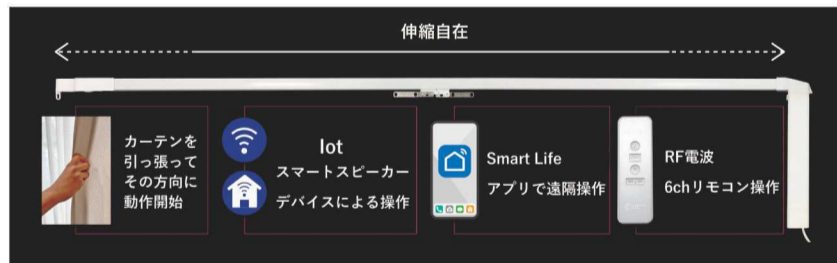 伸縮自在
カーテンを
引っ張って
その方向に
動作開始
Iot
スマートスピーカー
デバイスによる操作
Smart Life
アプリで遠隔操作
RF電波
6chリモコン操作